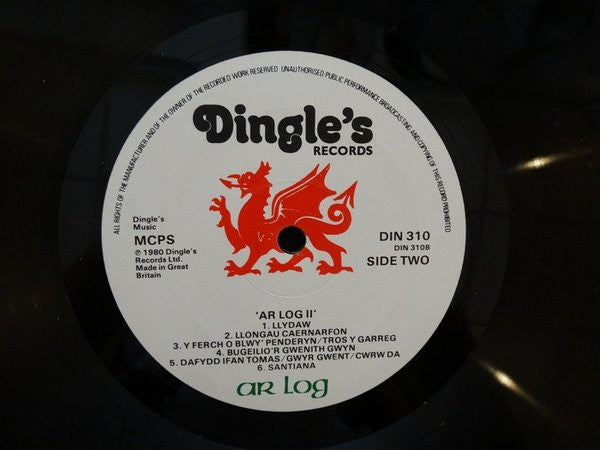 ALL RIGHTS OF THE MANUFACTURER AND OF THE OWNER OF THE RECORDED WORK RESERVED UNAUTHORISED PUBLIC PERFORMANCE BROADCASTING AND COPYING OF THIS RECORD PROHIBITED
Dingle's
RECORDS
Dingle's
Music
MCPS
℗ 1980 Dingle's
Records Ltd.
Made in Great
Britain
DIN 310
DIN 310B
SIDE TWO
'AR LOG II'
1. LLYDAW
2. LLONGAU CAERNARFON
3. Y FERCH O BLWY' PENDERYN/TROS Y GARREG
4. BUGEILIO'R GWENITH GWYN
5. DAFYDD IFAN TOMAS/GWYR GWENT/CWRW DA
6. SANTIANA
ar log